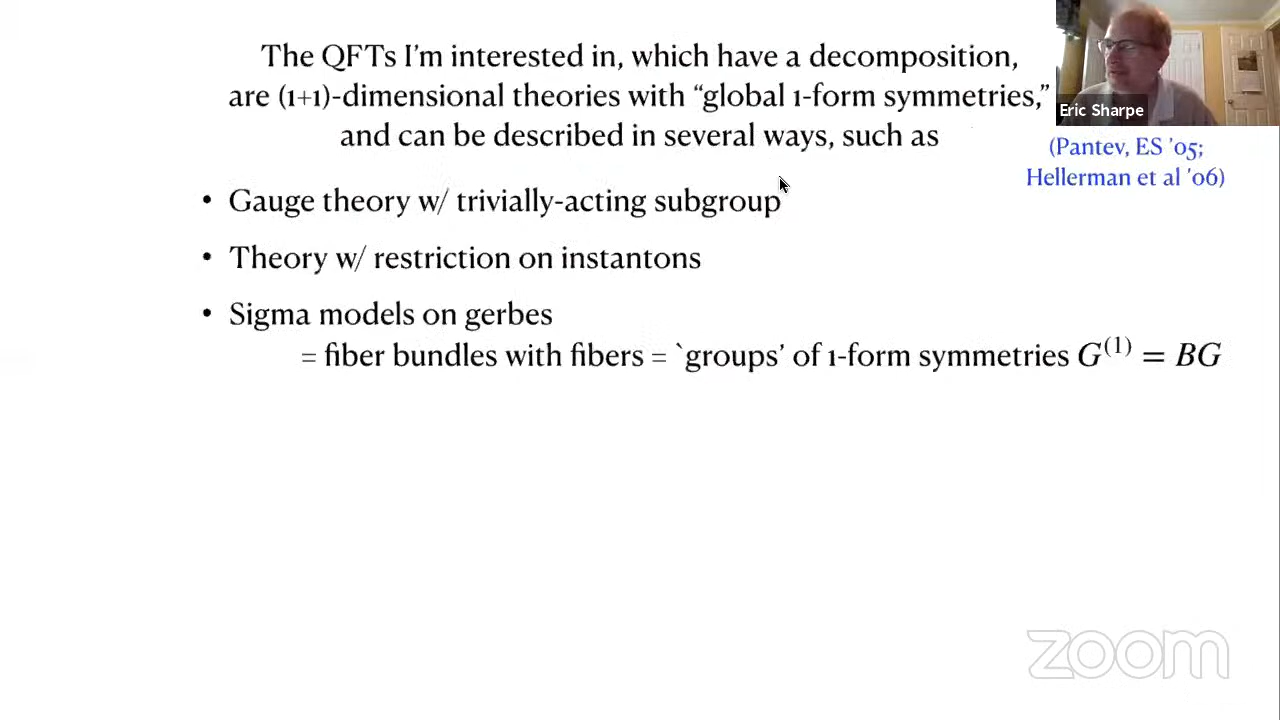 The QFTs I'm interested in, which have a decomposition,
are (1+1)-dimensional theories with “global 1-form symmetries,”
and can be described in several ways, such as
Eric Sharpe
(Pantev, ES '05;
Hellerman et al '06)
• Gauge theory w/ trivially-acting subgroup
• Theory w/ restriction on instantons
• Sigma models on gerbes
= fiber bundles with fibers = `groups' of 1-form symmetries G⁽¹⁾ = BG
zoom